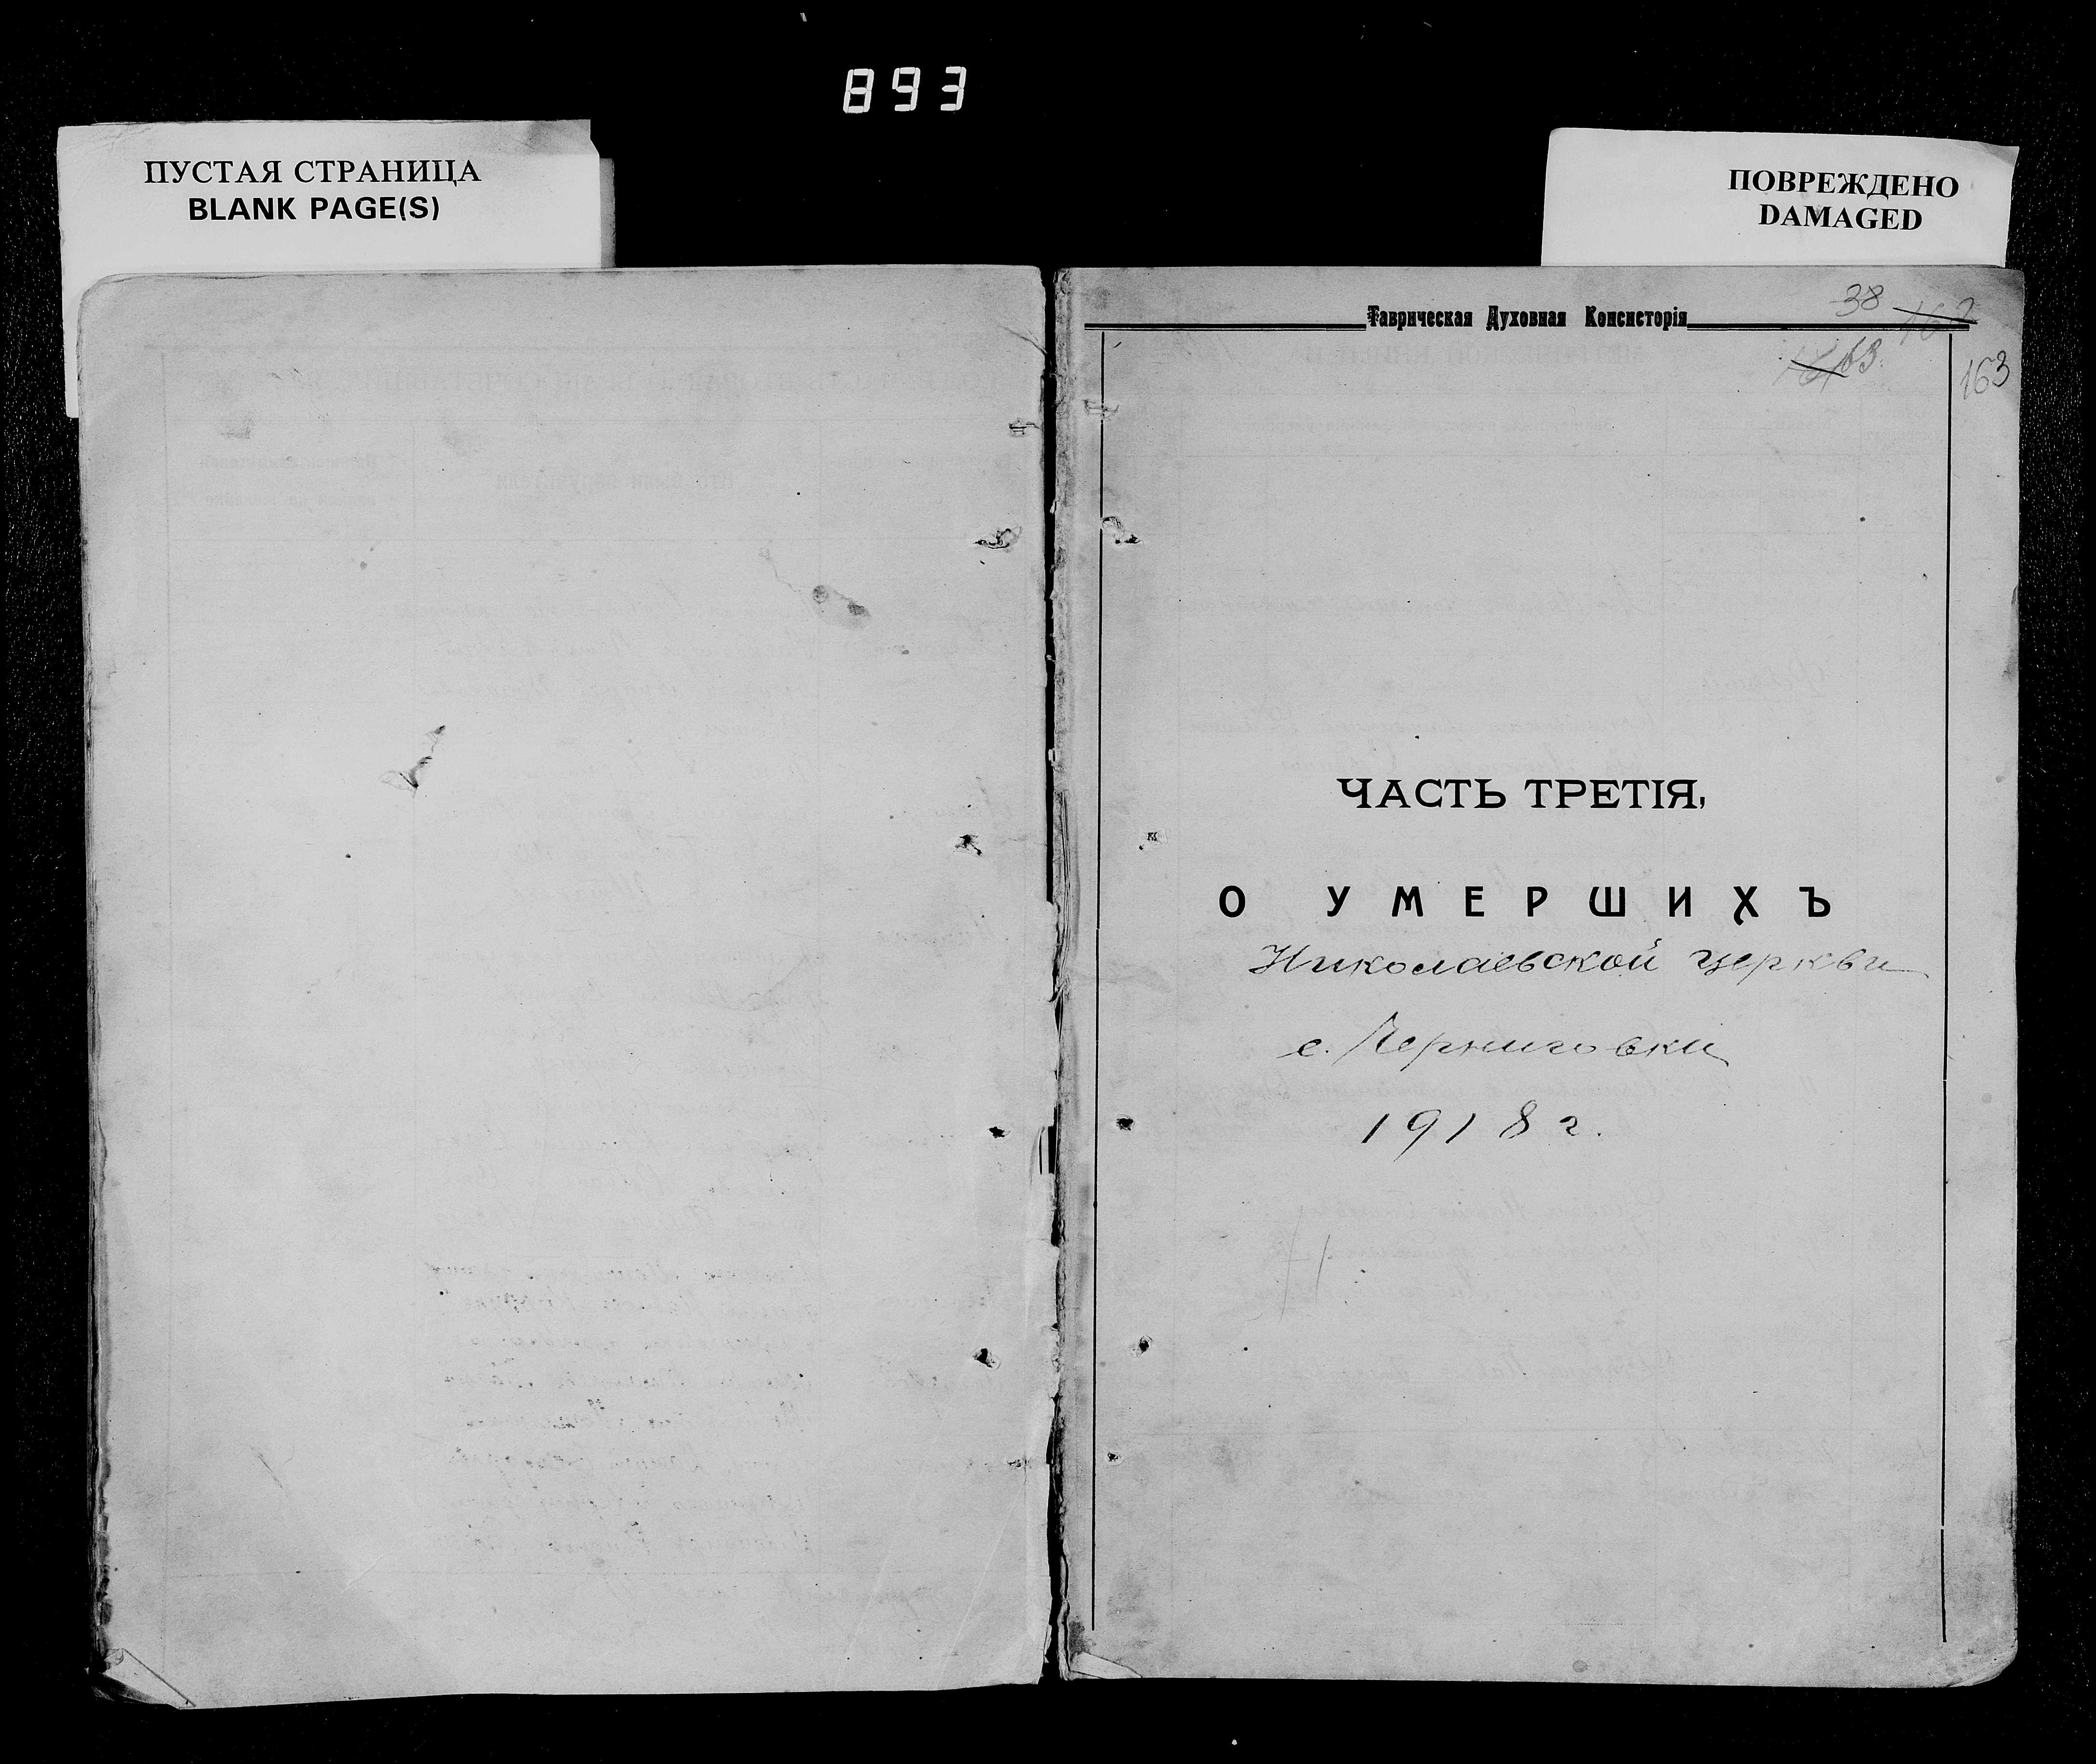 893
ПУСТАЯ СТРАНИЦА
BLANK PAGE(S)
ПОВРЕЖДЕНО
DAMAGED
Таврическая Духовная Консисторія
38
162
163
ЧАСТЬ ТРЕТІЯ,
О УМЕРШИХЪ
Николаевской церкви
с. Черниговки
1918 г.